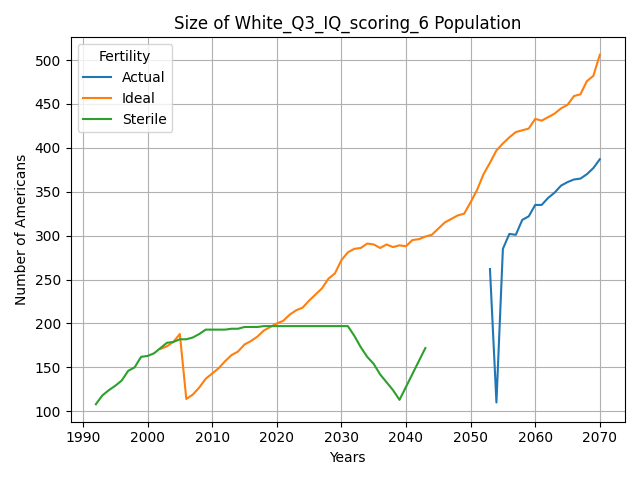 Size of White_Q3_IQ_scoring_6 Population
Fertility
Actual
Ideal
Sterile
Number of Americans
500
450
400
350
300
250
200
150
100
1990 2000 2010 2020 2030 2040 2050 2060 2070
Years